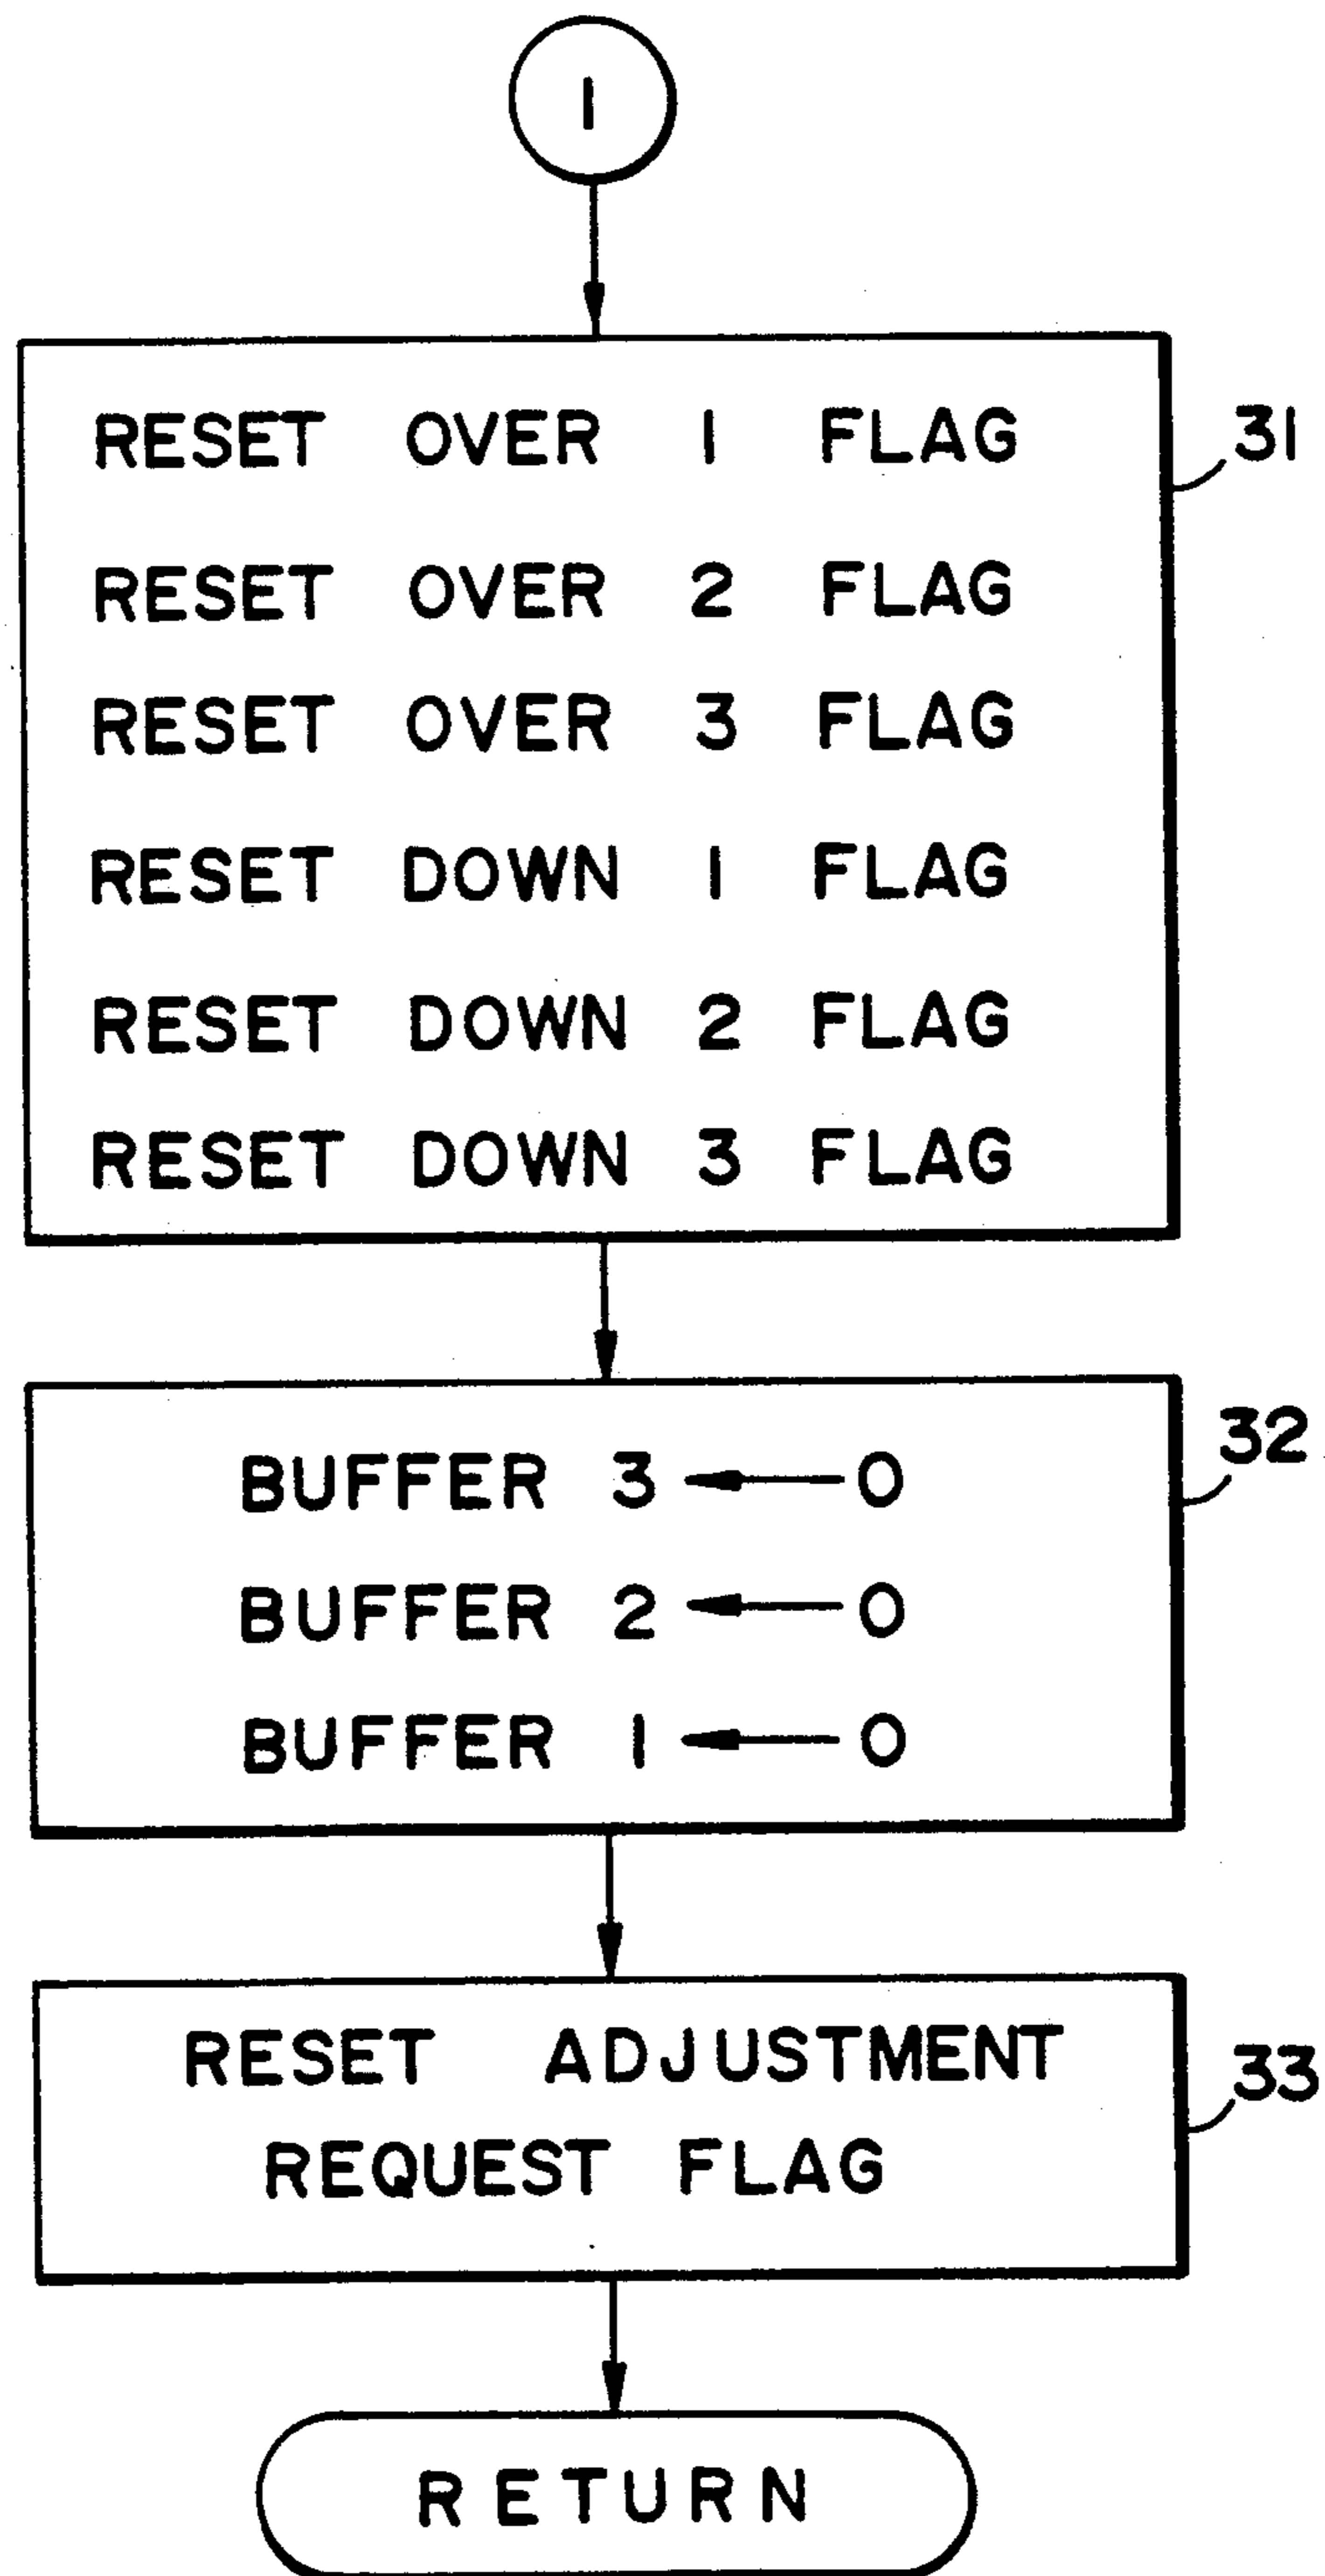 1
RESET OVER 1 FLAG
31
RESET OVER 2 FLAG
RESET OVER 3 FLAG
RESET DOWN 1 FLAG
RESET DOWN 2 FLAG
RESET DOWN 3 FLAG
32
BUFFER 3 ← 0
BUFFER 2 ← 0
BUFFER 1 ← 0
RESET ADJUSTMENT
33
REQUEST FLAG
RETURN